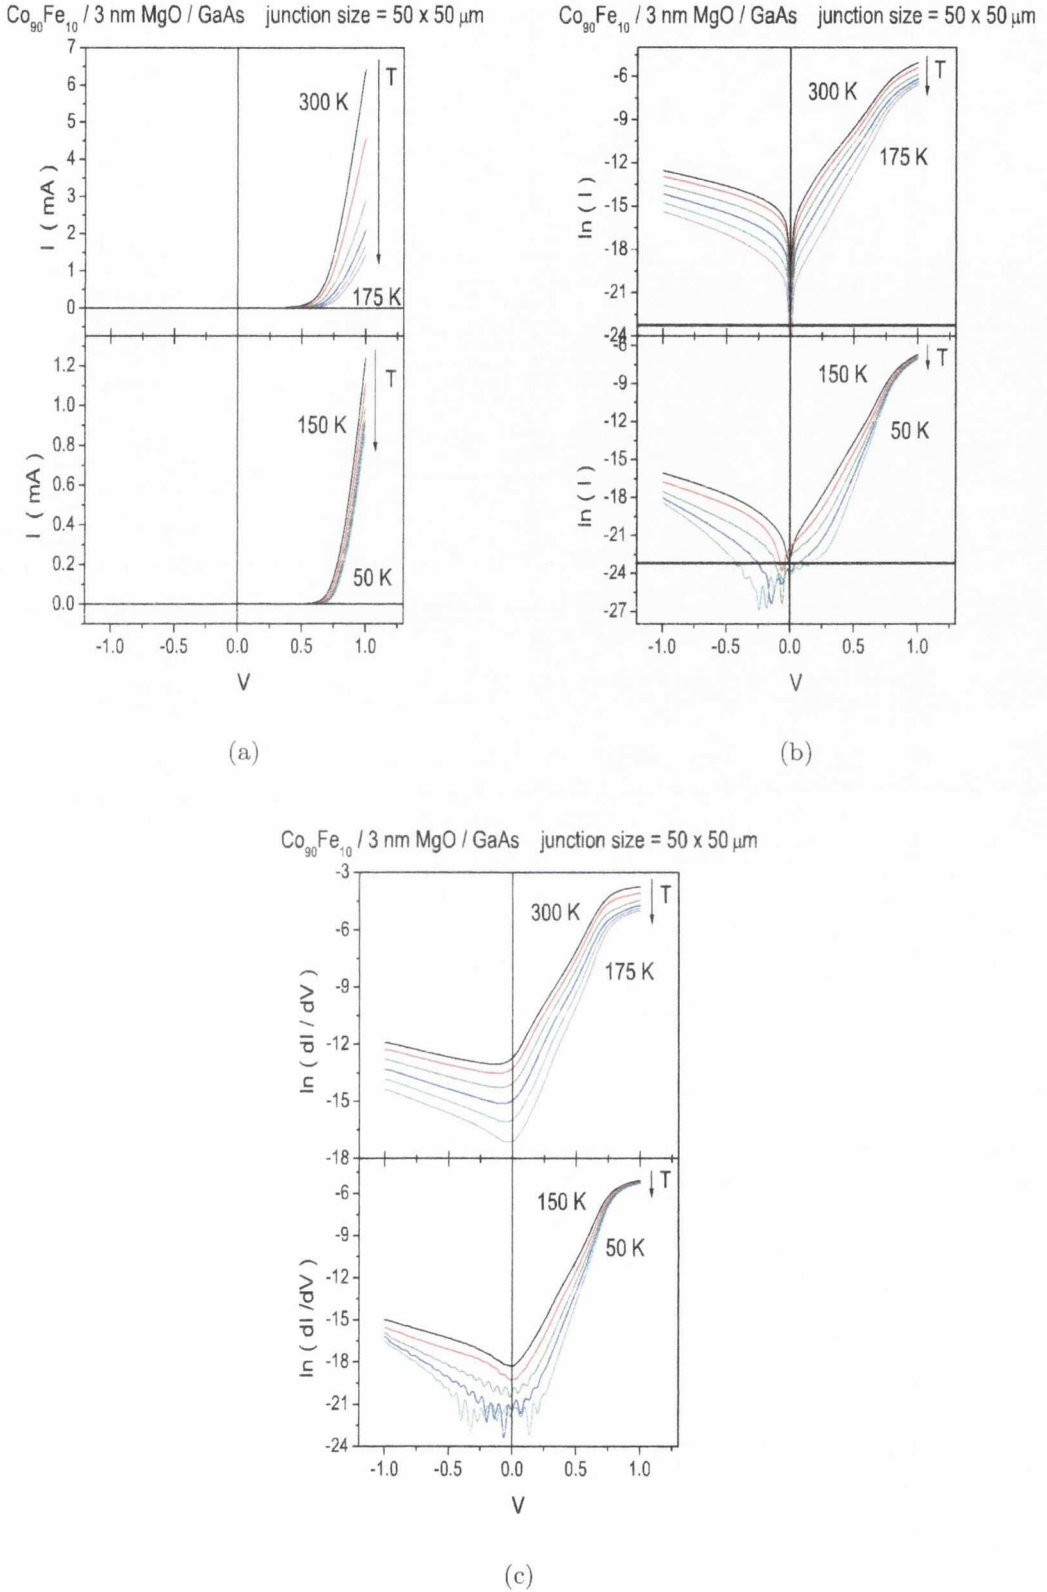 Co90Fe10 / 3 nm MgO / GaAs junction size = 50 x 50 μm
7
6
5
4
3
2
1
0
I ( mA )
300 K
T
175 K
1.2
1.0
0.8
0.6
0.4
0.2
0.0
I ( mA )
150 K
T
50 K
-1.0 -0.5 0.0 0.5 1.0
V
(a)
Co90Fe10 / 3 nm MgO / GaAs junction size = 50 x 50 μm
-6
-9
-12
-15
-18
-21
-24
ln ( I )
300 K
T
175 K
-6
-9
-12
-15
-18
-21
-24
-27
ln ( I )
150 K
T
50 K
-1.0 -0.5 0.0 0.5 1.0
V
(b)
Co90Fe10 / 3 nm MgO / GaAs junction size = 50 x 50 μm
-3
-6
-9
-12
-15
-18
ln ( dI / dV )
300 K
T
175 K
-6
-9
-12
-15
-18
-21
-24
ln ( dI /dV )
150 K
T
50 K
-1.0 -0.5 0.0 0.5 1.0
V
(c)